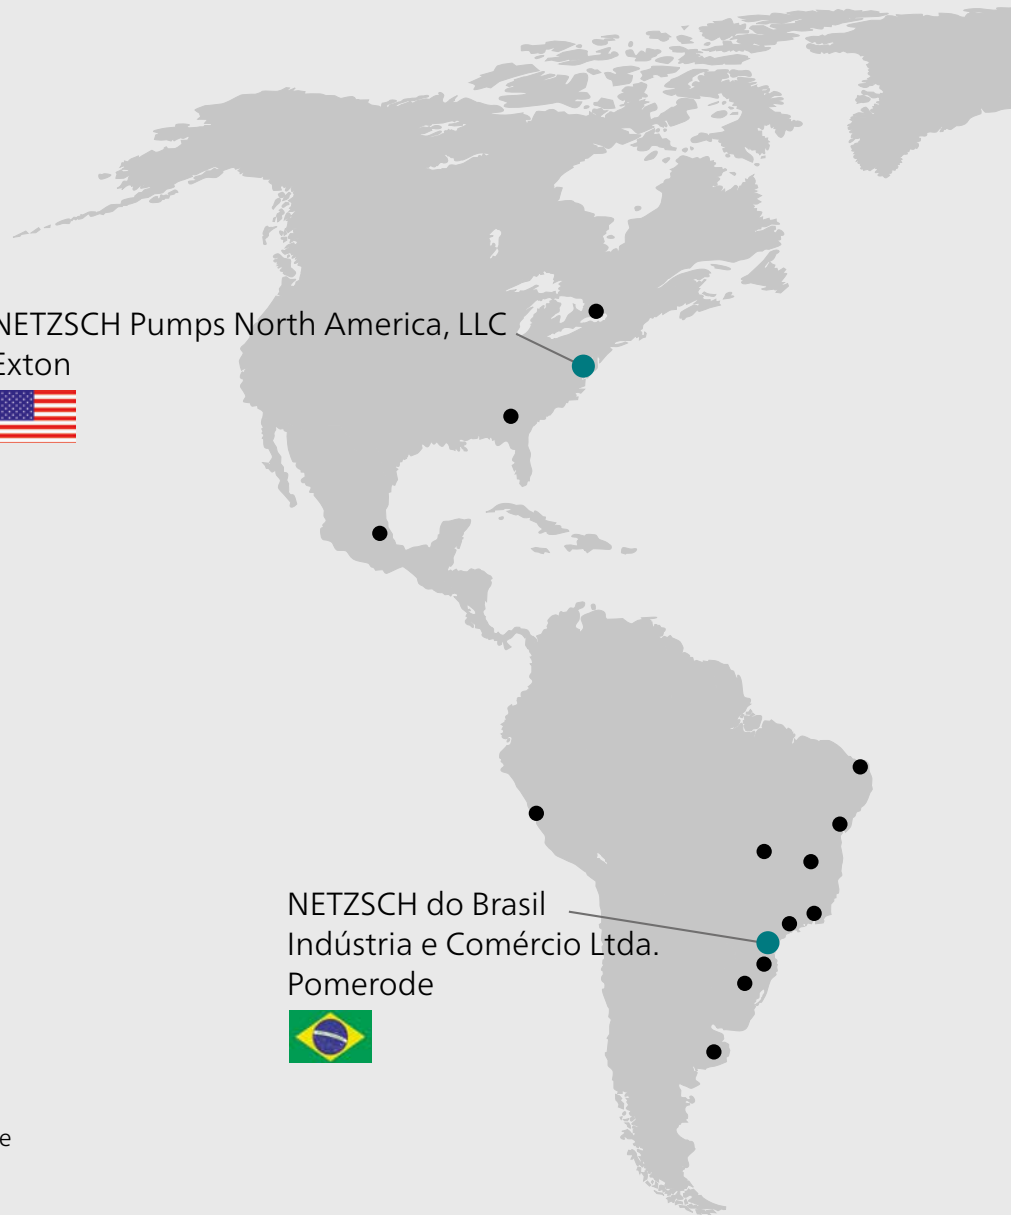 NETZSCH Pumps North America, LLC
Exton
NETZSCH do Brasil
Indústria e Comércio Ltda.
Pomerode
e